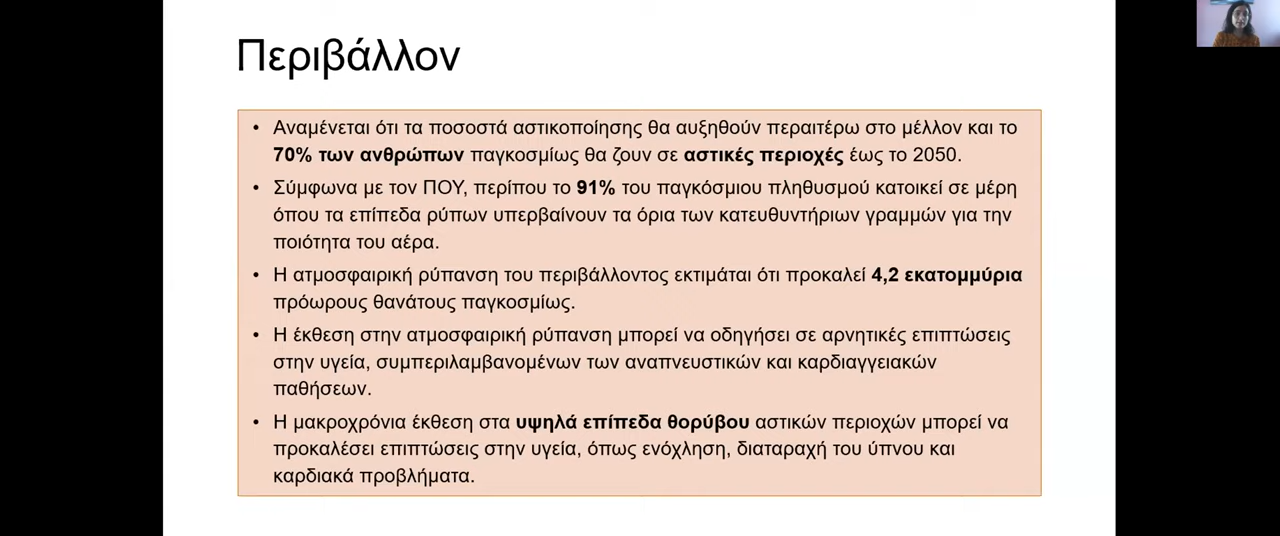 Περιβάλλον
• Αναμένεται ότι τα ποσοστά αστικοποίησης θα αυξηθούν περαιτέρω στο μέλλον και το
70% των ανθρώπων παγκοσμίως θα ζουν σε αστικές περιοχές έως το 2050.
• Σύμφωνα με τον ΠΟΥ, περίπου το 91% του παγκόσμιου πληθυσμού κατοικεί σε μέρη
όπου τα επίπεδα ρύπων υπερβαίνουν τα όρια των κατευθυντήριων γραμμών για την
ποιότητα του αέρα.
• Η ατμοσφαιρική ρύπανση του περιβάλλοντος εκτιμάται ότι προκαλεί 4,2 εκατομμύρια
πρόωρους θανάτους παγκοσμίως.
• Η έκθεση στην ατμοσφαιρική ρύπανση μπορεί να οδηγήσει σε αρνητικές επιπτώσεις
στην υγεία, συμπεριλαμβανομένων των αναπνευστικών και καρδιαγγειακών
παθήσεων.
• Η μακροχρόνια έκθεση στα υψηλά επίπεδα θορύβου αστικών περιοχών μπορεί να
προκαλέσει επιπτώσεις στην υγεία, όπως ενόχληση, διαταραχή του ύπνου και
καρδιακά προβλήματα.